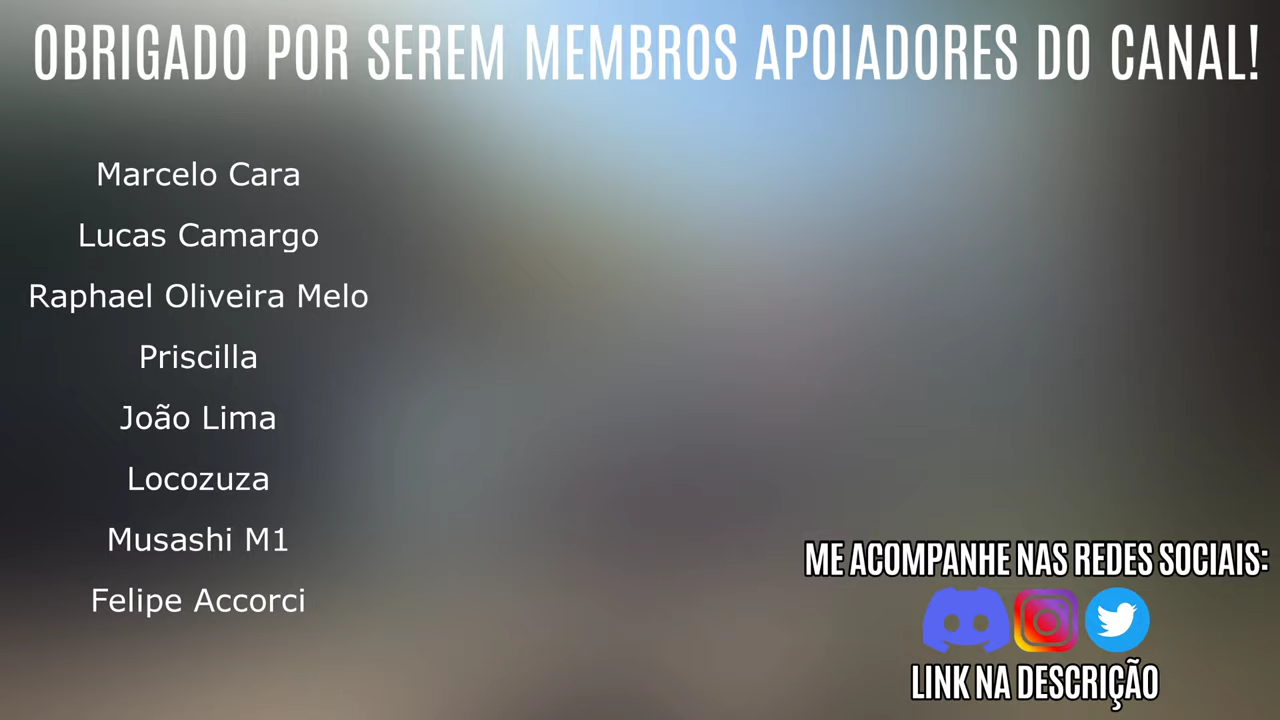 OBRIGADO POR SEREM MEMBROS APOIADORES DO CANAL!
Marcelo Cara
Lucas Camargo
Raphael Oliveira Melo
Priscilla
João Lima
Locozuza
Musashi M1
Felipe Accorci
ME ACOMPANHE NAS REDES SOCIAIS:
LINK NA DESCRIÇÃO